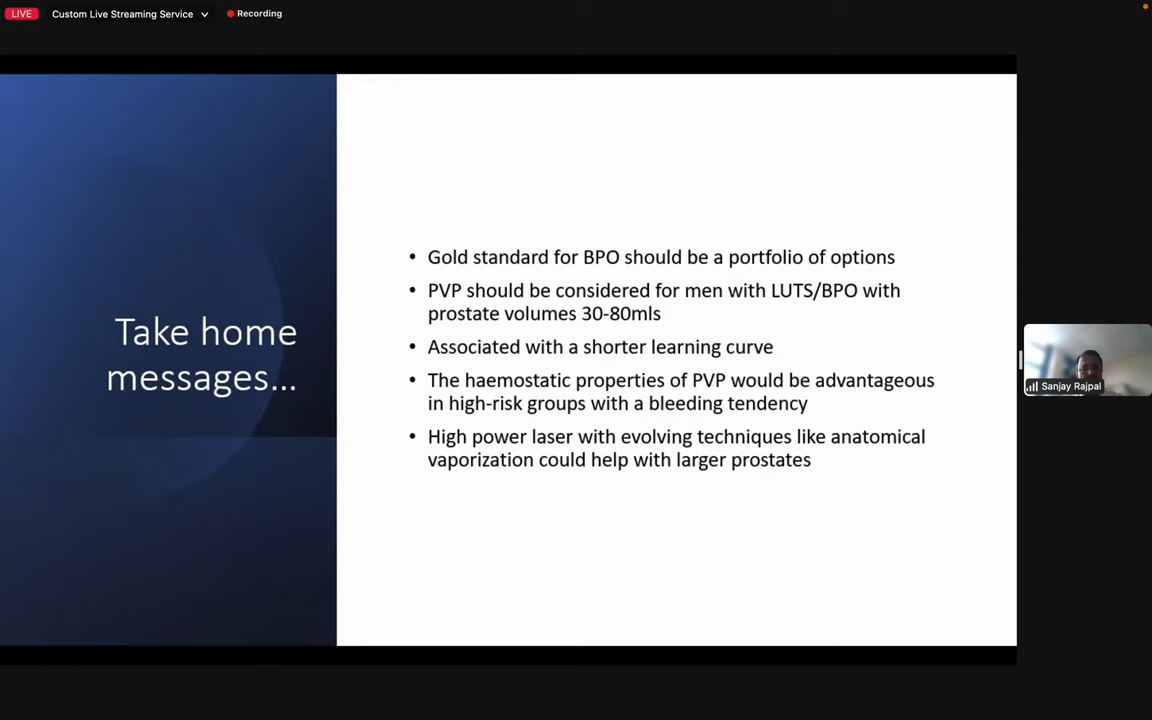 LIVE Custom Live Streaming Service Recording
Take home
messages...
• Gold standard for BPO should be a portfolio of options
• PVP should be considered for men with LUTS/BPO with
prostate volumes 30-80mls
• Associated with a shorter learning curve
• The haemostatic properties of PVP would be advantageous
in high-risk groups with a bleeding tendency
• High power laser with evolving techniques like anatomical
vaporization could help with larger prostates
Sanjay Rajpal